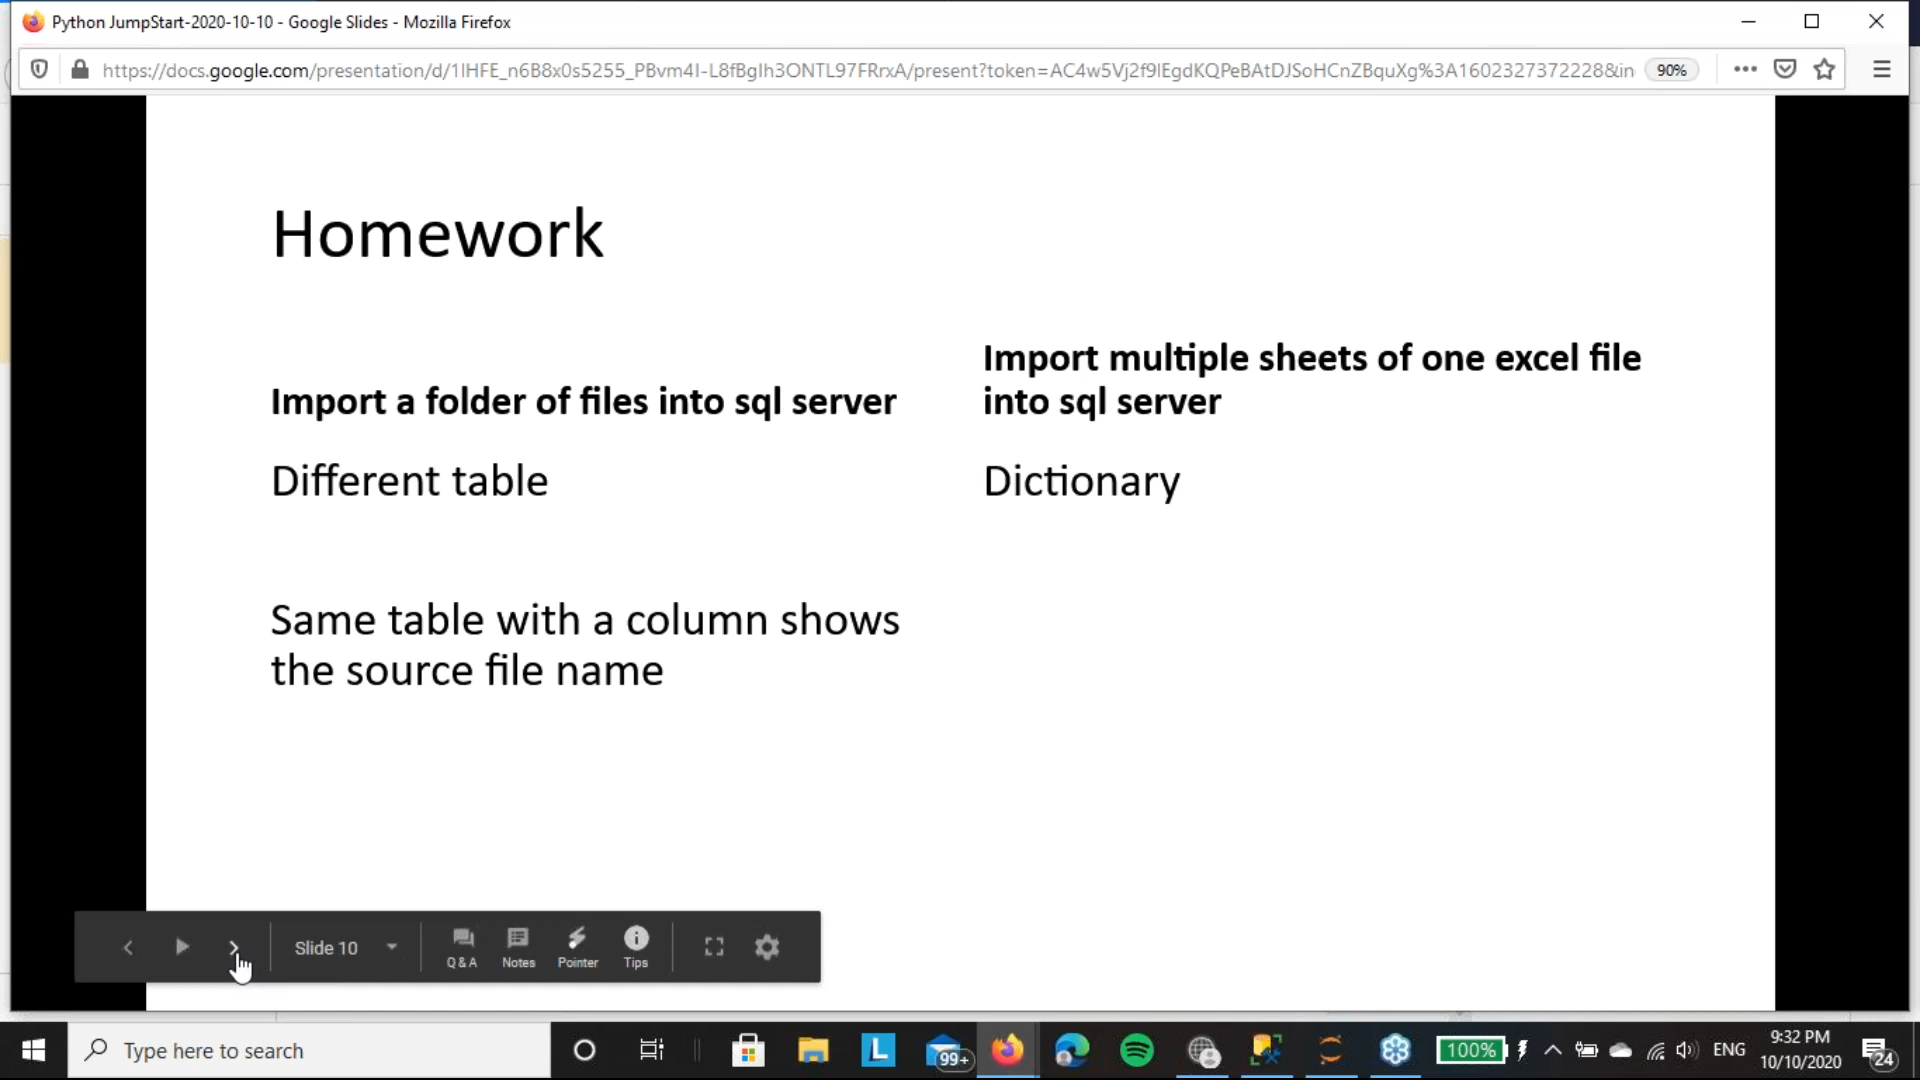 Python JumpStart-2020-10-10 - Google Slides - Mozilla Firefox
https://docs.google.com/presentation/d/1IHFE_n6B8x0s5255_PBvm4I-L8fBgIh3ONTL97FRrxA/present?token=AC4w5Vj2f9IEgdKQPeBAtDJSoHCnZBquXg%3A1602327372228&in
90%
Homework
Import a folder of files into sql server
Different table
Same table with a column shows
the source file name
Import multiple sheets of one excel file
into sql server
Dictionary
Slide 10
Q & A
Notes
Pointer
Tips
Type here to search
L
99+
100%
ENG
9:32 PM
10/10/2020
24